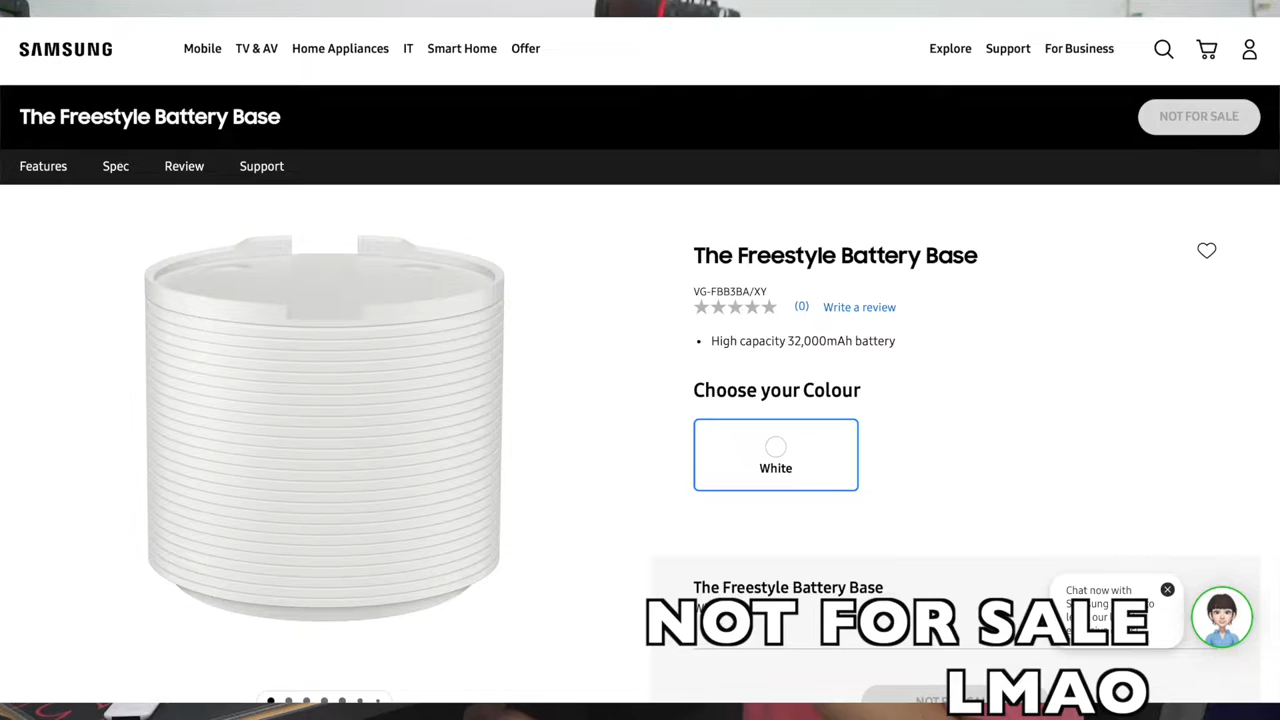 SAMSUNG
Mobile TV & AV Home Appliances IT Smart Home Offer
Explore Support For Business
The Freestyle Battery Base
NOT FOR SALE
Features Spec Review Support
The Freestyle Battery Base
VG-FBB3BA/XY
(0) Write a review
• High capacity 32,000mAh battery
Choose your Colour
White
The Freestyle Battery Base
Chat now with
NOT FOR SALE
LMAO